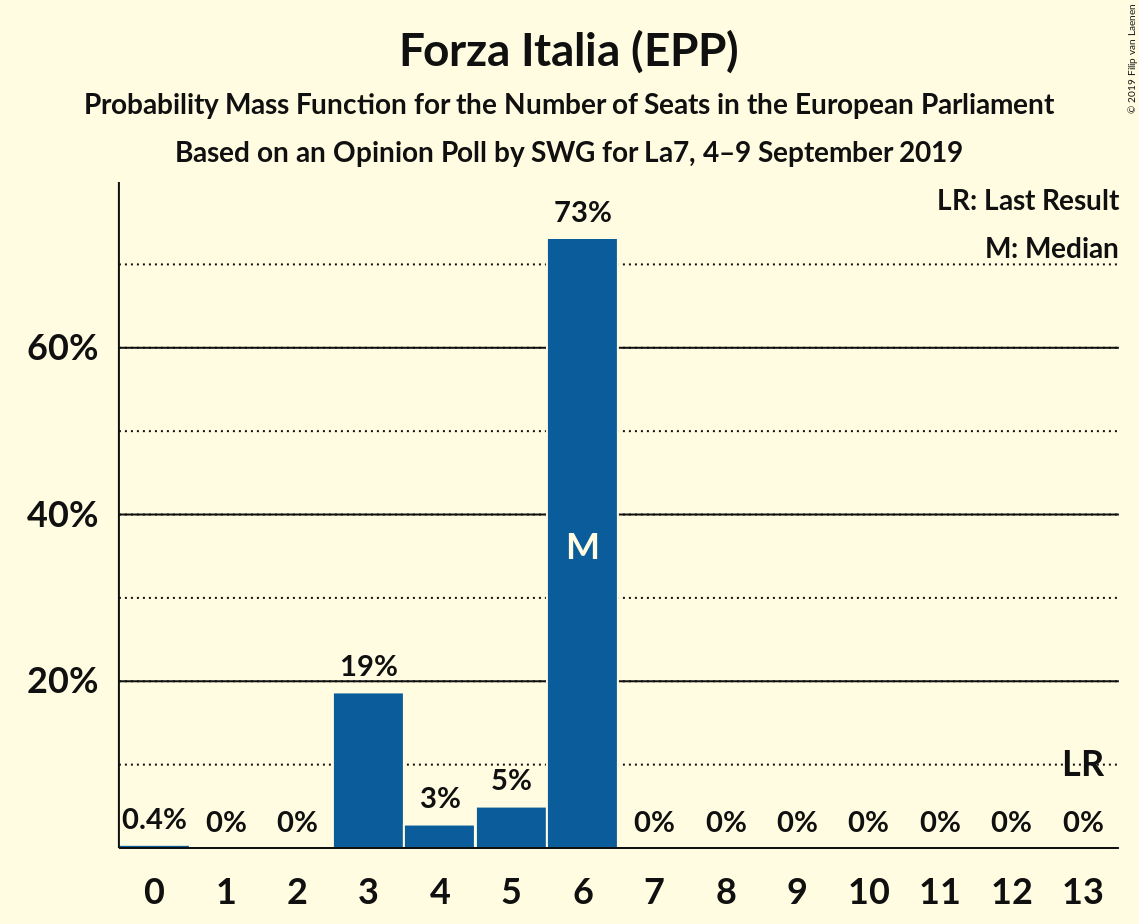 Forza Italia (EPP)
Probability Mass Function for the Number of Seats in the European Parliament
Based on an Opinion Poll by SWG for La7, 4–9 September 2019
© 2019 Filip van Laenen
LR: Last Result
M: Median
73%
60%
40%
M
20%
19%
LR
0.4% 0% 0% 3% 5% 0% 0% 0% 0% 0% 0% 0%
0 1 2 3 4 5 6 7 8 9 10 11 12 13